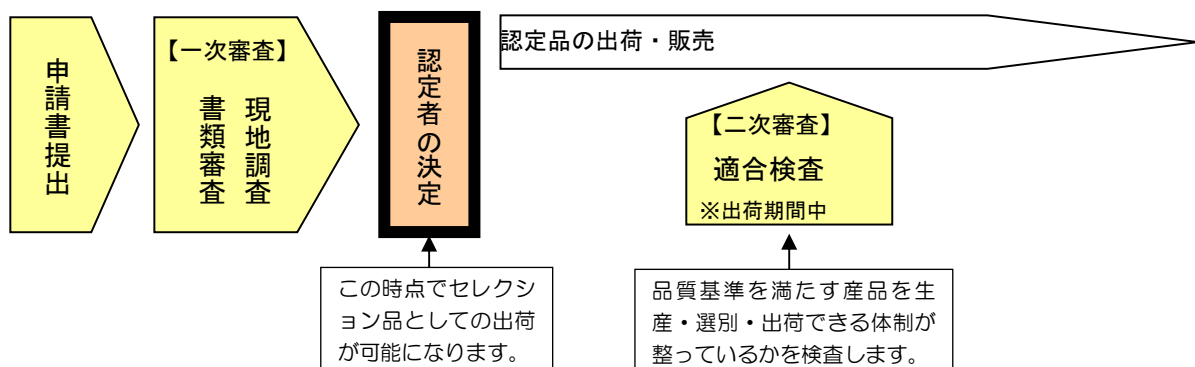 申請書提出
【一次審査】
現地調査
書類審査
認定者の決定
認定品の出荷・販売
【二次審査】
適合検査
※出荷期間中
この時点でセレクシ
ョン品としての出荷
が可能になります。
品質基準を満たす産品を生
産・選別・出荷できる体制が
整っているかを検査します。